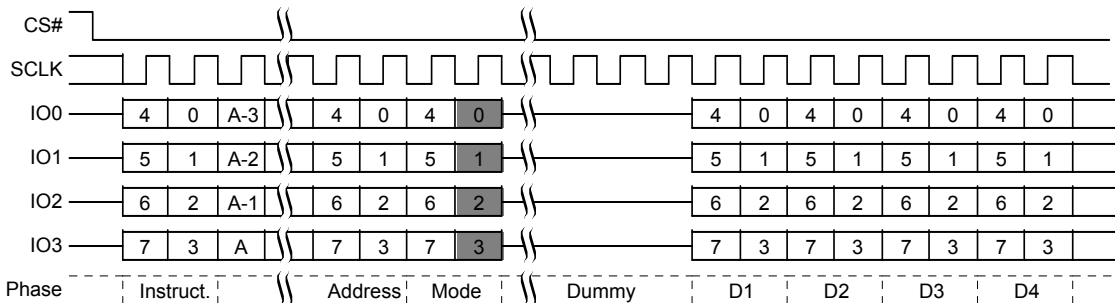 CS#
SCLK
IO0 4 0 A-3 4 0 4 0 4 0 4 0 4 0 4 0
IO1 5 1 A-2 5 1 5 1 5 1 5 1 5 1 5 1
IO2 6 2 A-1 6 2 6 2 6 2 6 2 6 2 6 2
IO3 7 3 A 7 3 7 3 7 3 7 3 7 3 7 3
Phase Instruct. Address Mode Dummy D1 D2 D3 D4